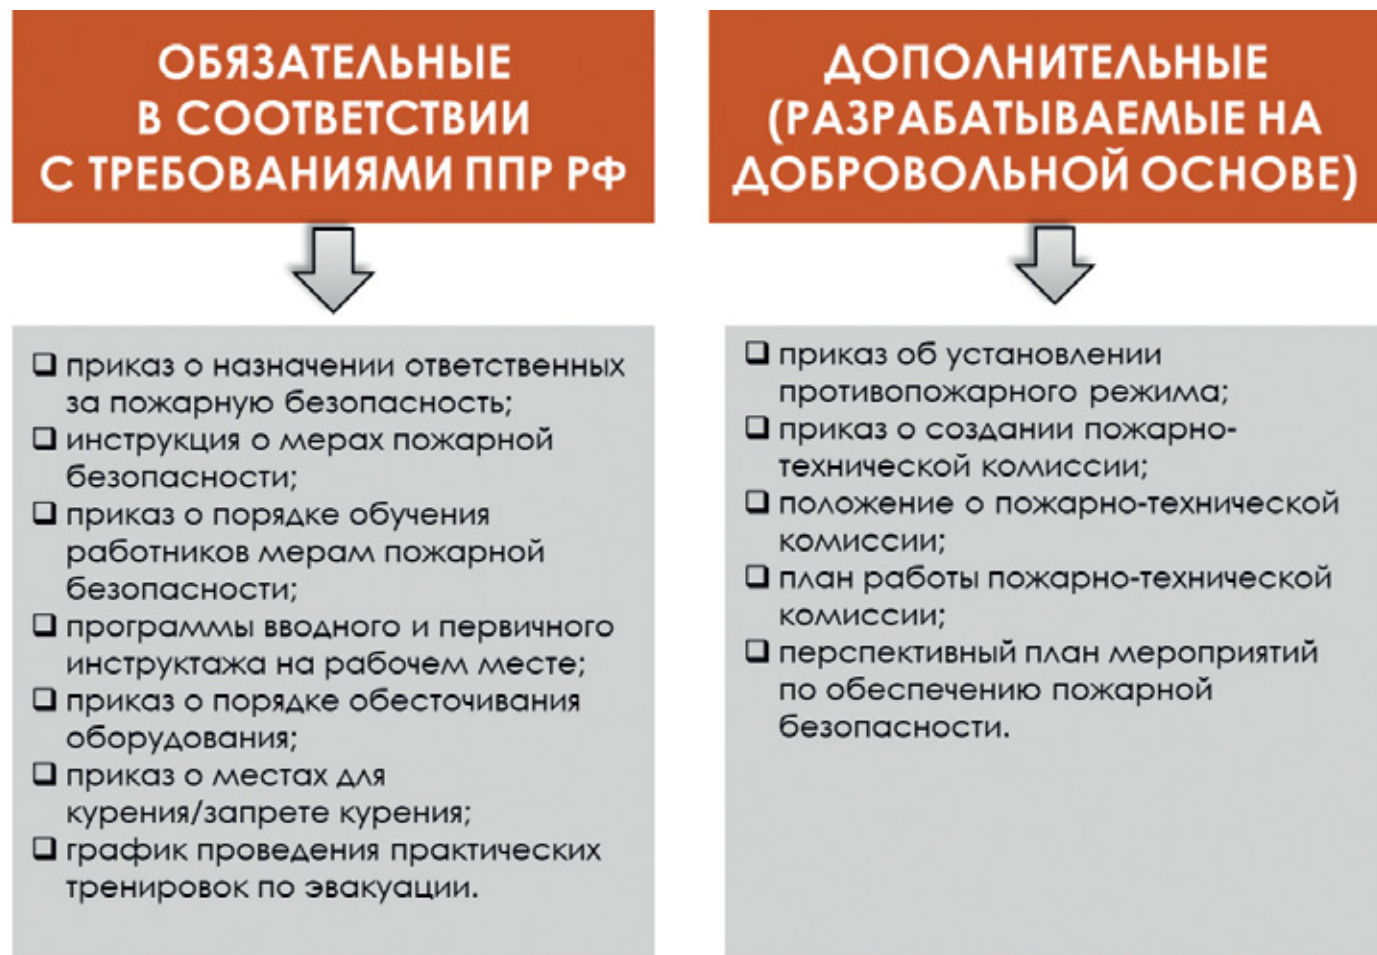 ОБЯЗАТЕЛЬНЫЕ
В СООТВЕТСТВИИ
С ТРЕБОВАНИЯМИ ППР РФ
❑ приказ о назначении ответственных
за пожарную безопасность;
❑ инструкция о мерах пожарной
безопасности;
❑ приказ о порядке обучения
работников мерам пожарной
безопасности;
❑ программы вводного и первичного
инструктажа на рабочем месте;
❑ приказ о порядке обесточивания
оборудования;
❑ приказ о местах для
курения/запрете курения;
❑ график проведения практических
тренировок по эвакуации.
ДОПОЛНИТЕЛЬНЫЕ
(РАЗРАБАТЫВАЕМЫЕ НА
ДОБРОВОЛЬНОЙ ОСНОВЕ)
❑ приказ об установлении
противопожарного режима;
❑ приказ о создании пожарно-
технической комиссии;
❑ положение о пожарно-технической
комиссии;
❑ план работы пожарно-технической
комиссии;
❑ перспективный план мероприятий
по обеспечению пожарной
безопасности.